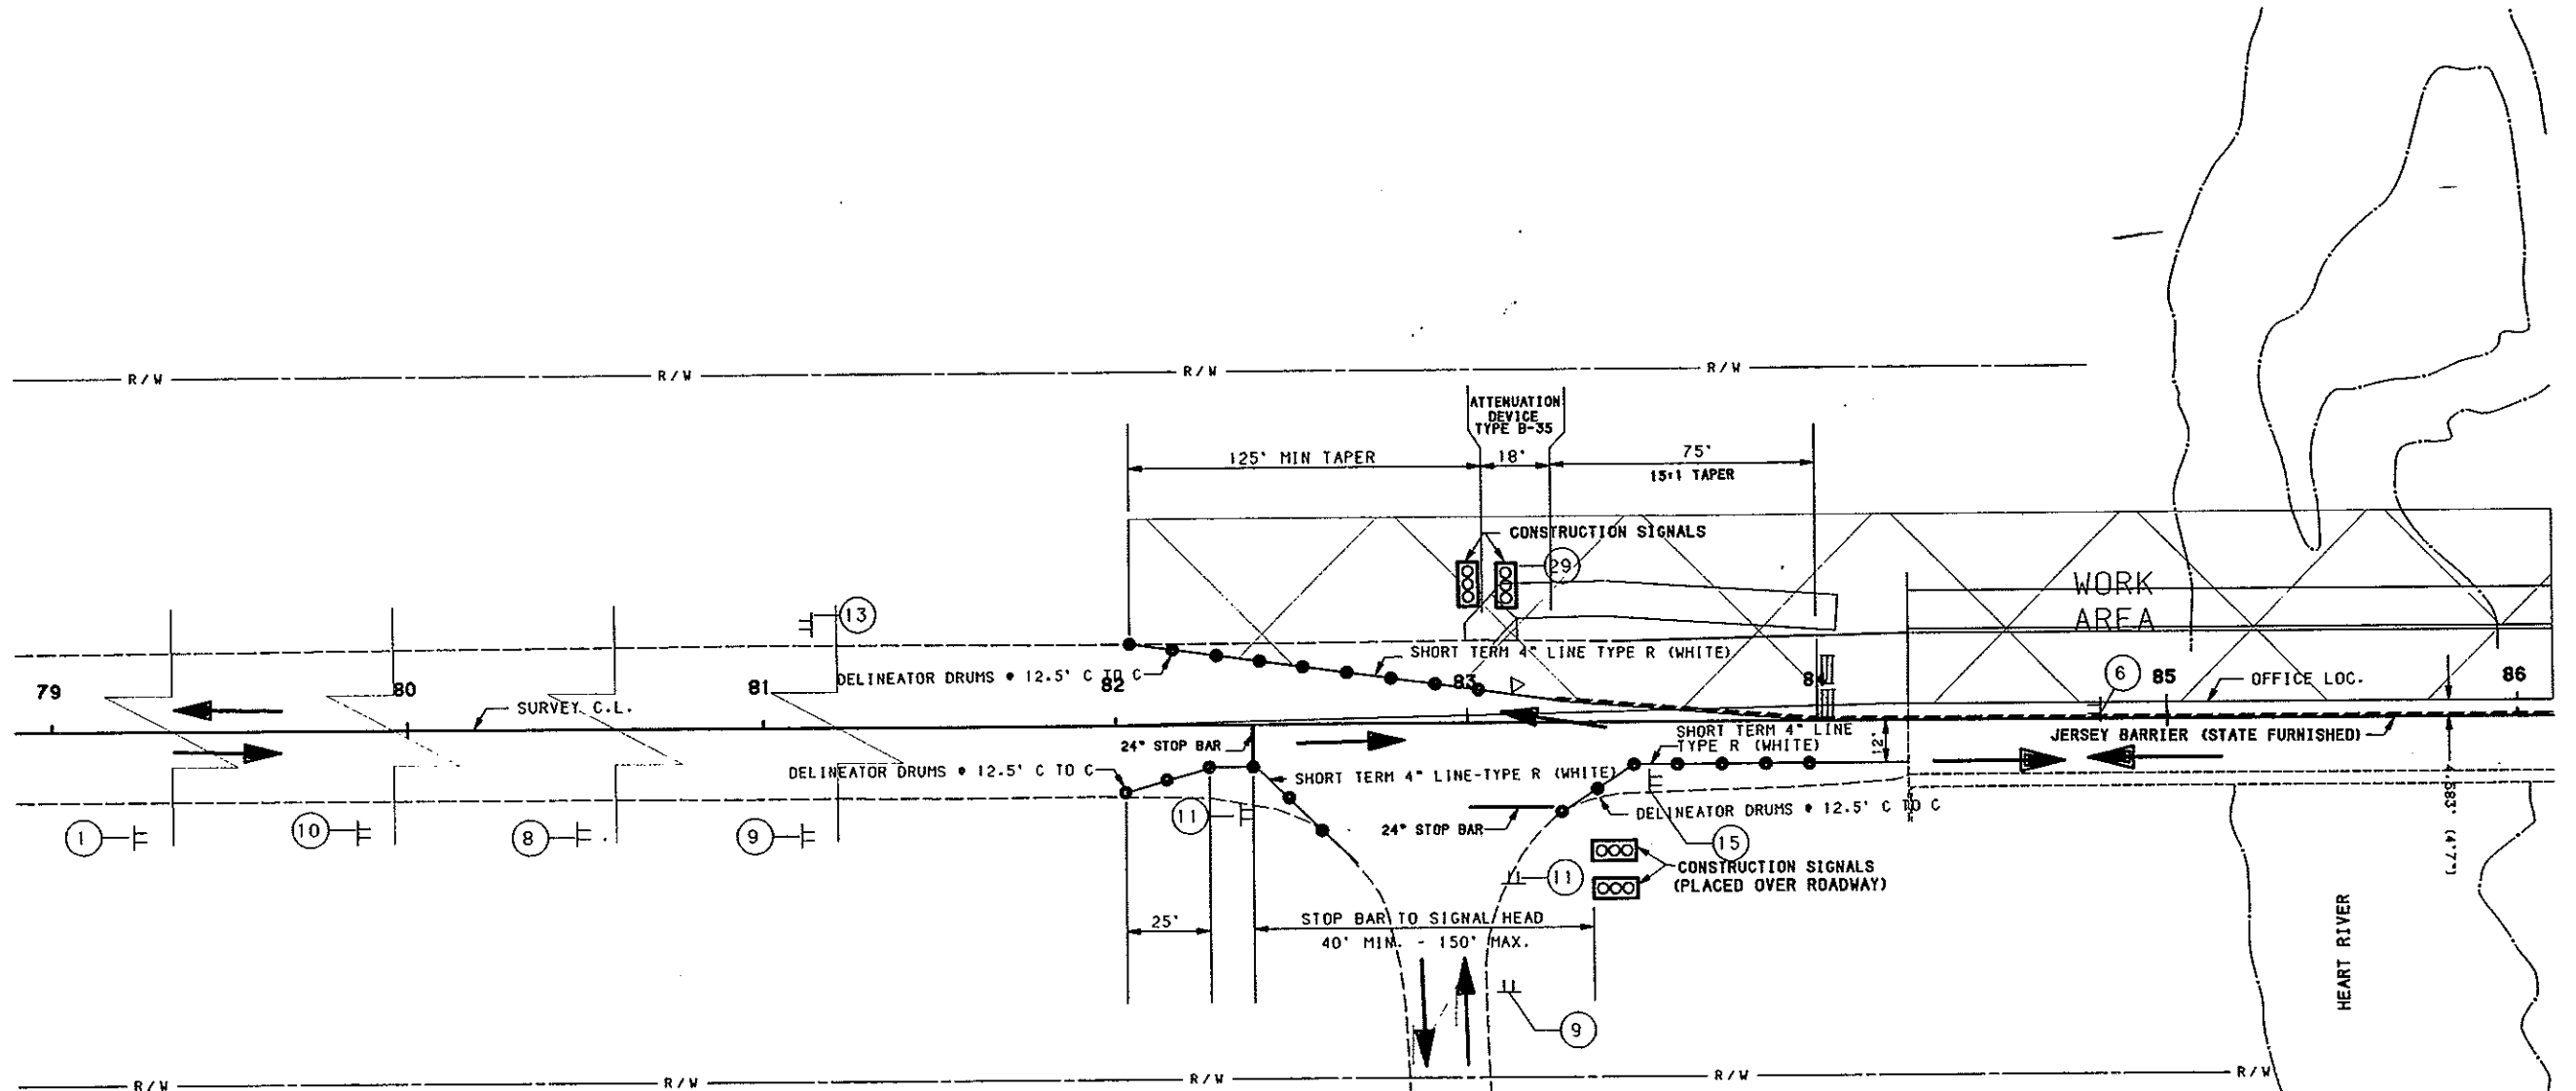 R/W R/W R/W R/W
ATTENUATION
DEVICE
TYPE B-35
125' MIN TAPER
18'
75'
15:1 TAPER
CONSTRUCTION SIGNALS
29
WORK
AREA
13
SHORT TERM 4" LINE TYPE R (WHITE)
DELINEATOR DRUMS • 12.5' C TO C
79 80 81 82 83 84 85 86
6
OFFICE LOC.
SURVEY C.L.
24" STOP BAR
SHORT TERM 4" LINE
TYPE R (WHITE)
12'
JERSEY BARRIER (STATE FURNISHED)
DELINEATOR DRUMS • 12.5' C TO C
SHORT TERM 4" LINE-TYPE R (WHITE)
DELINEATOR DRUMS • 12.5' C TO C
24" STOP BAR
1 10 8 9 11
15
(4'7")
CONSTRUCTION SIGNALS
(PLACED OVER ROADWAY)
11
25'
STOP BAR TO SIGNAL HEAD
40' MIN. - 150' MAX.
HEART RIVER
9
R/W R/W R/W R/W R/W